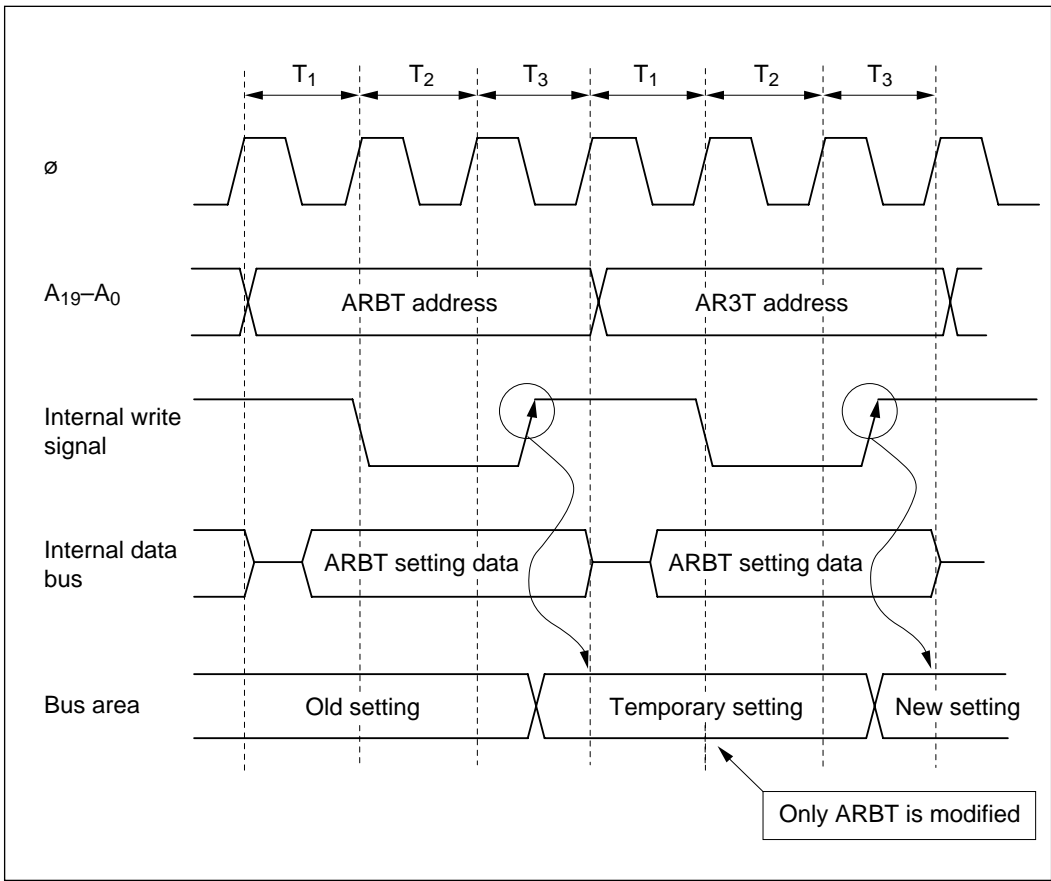 T1 T2 T3 T1 T2 T3
ø
A19–A0
ARBT address
AR3T address
Internal write
signal
Internal data
bus
ARBT setting data
ARBT setting data
Bus area
Old setting
Temporary setting
New setting
Only ARBT is modified